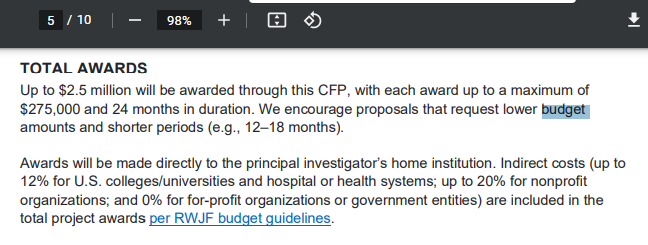 5 / 10 98%
TOTAL AWARDS
Up to $2.5 million will be awarded through this CFP, with each award up to a maximum of
$275,000 and 24 months in duration. We encourage proposals that request lower budget
amounts and shorter periods (e.g., 12–18 months).
Awards will be made directly to the principal investigator's home institution. Indirect costs (up to
12% for U.S. colleges/universities and hospital or health systems; up to 20% for nonprofit
organizations; and 0% for for-profit organizations or government entities) are included in the
total project awards per RWJF budget guidelines.